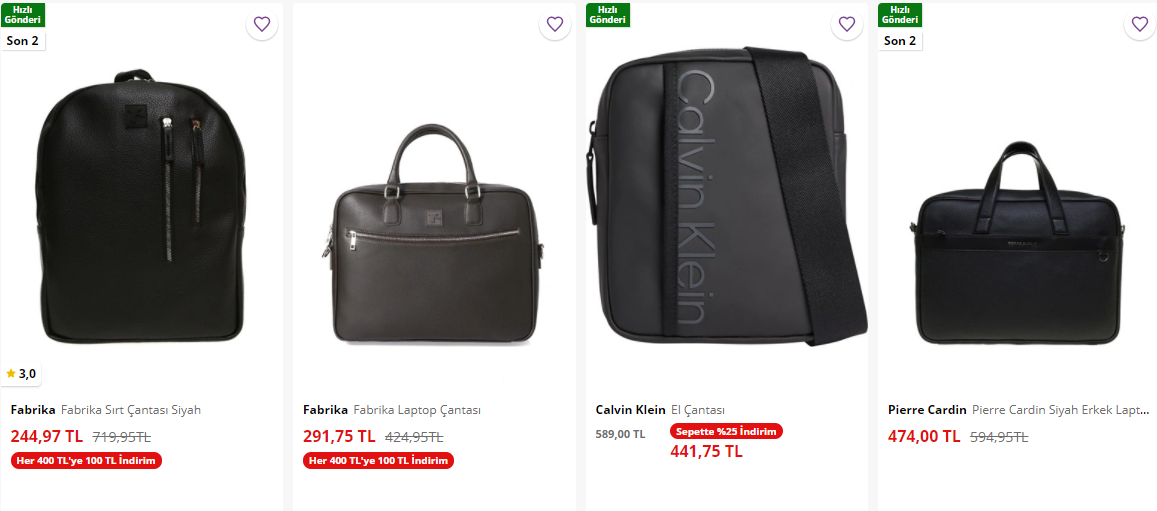 Hızlı
Gönderi
Son 2
3,0
Fabrika Fabrika Sırt Çantası Siyah
244,97 TL 719,95TL
Her 400 TL'ye 100 TL İndirim
Fabrika Fabrika Laptop Çantası
291,75 TL 424,95TL
Her 400 TL'ye 100 TL İndirim
Hızlı
Gönderi
Calvin Klein
Calvin Klein El Çantası
589,00 TL
Sepette %25 İndirim
441,75 TL
Hızlı
Gönderi
Son 2
Pierre Cardin Pierre Cardin Siyah Erkek Lapt...
474,00 TL 594,95TL